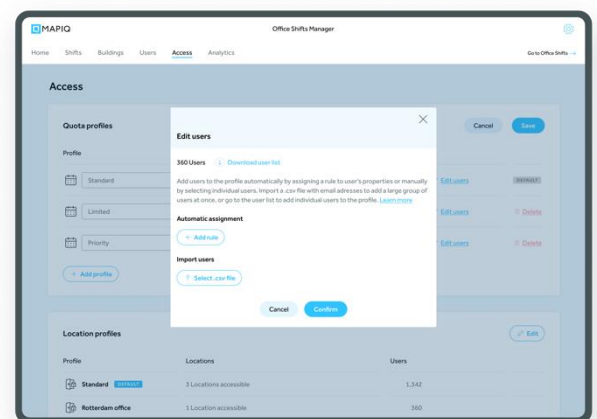 MAPIQ
Office Shifts Manager
Home Shifts Buildings Users Access Analytics
Go to Office Shifts →
Access
Quota profiles
Cancel Save
Profile
Edit users
360 Users ↓ Download user list
Add users to the profile automatically by assigning a rule to user's properties or manually
by selecting individual users. Import a .csv file with email adresses to add a large group of
users at once, or go to the user list to add individual users to the profile. Learn more
Automatic assignment
+ Add rule
Import users
↑ Select .csv file
Cancel Confirm
Standard Edit users DEFAULT
Limited Edit users Delete
Priority Edit users Delete
+ Add profile
Location profiles
Edit
Profile Locations Users
Standard DEFAULT 3 Locations accessible 1.342
Rotterdam office 1 Location accessible 360